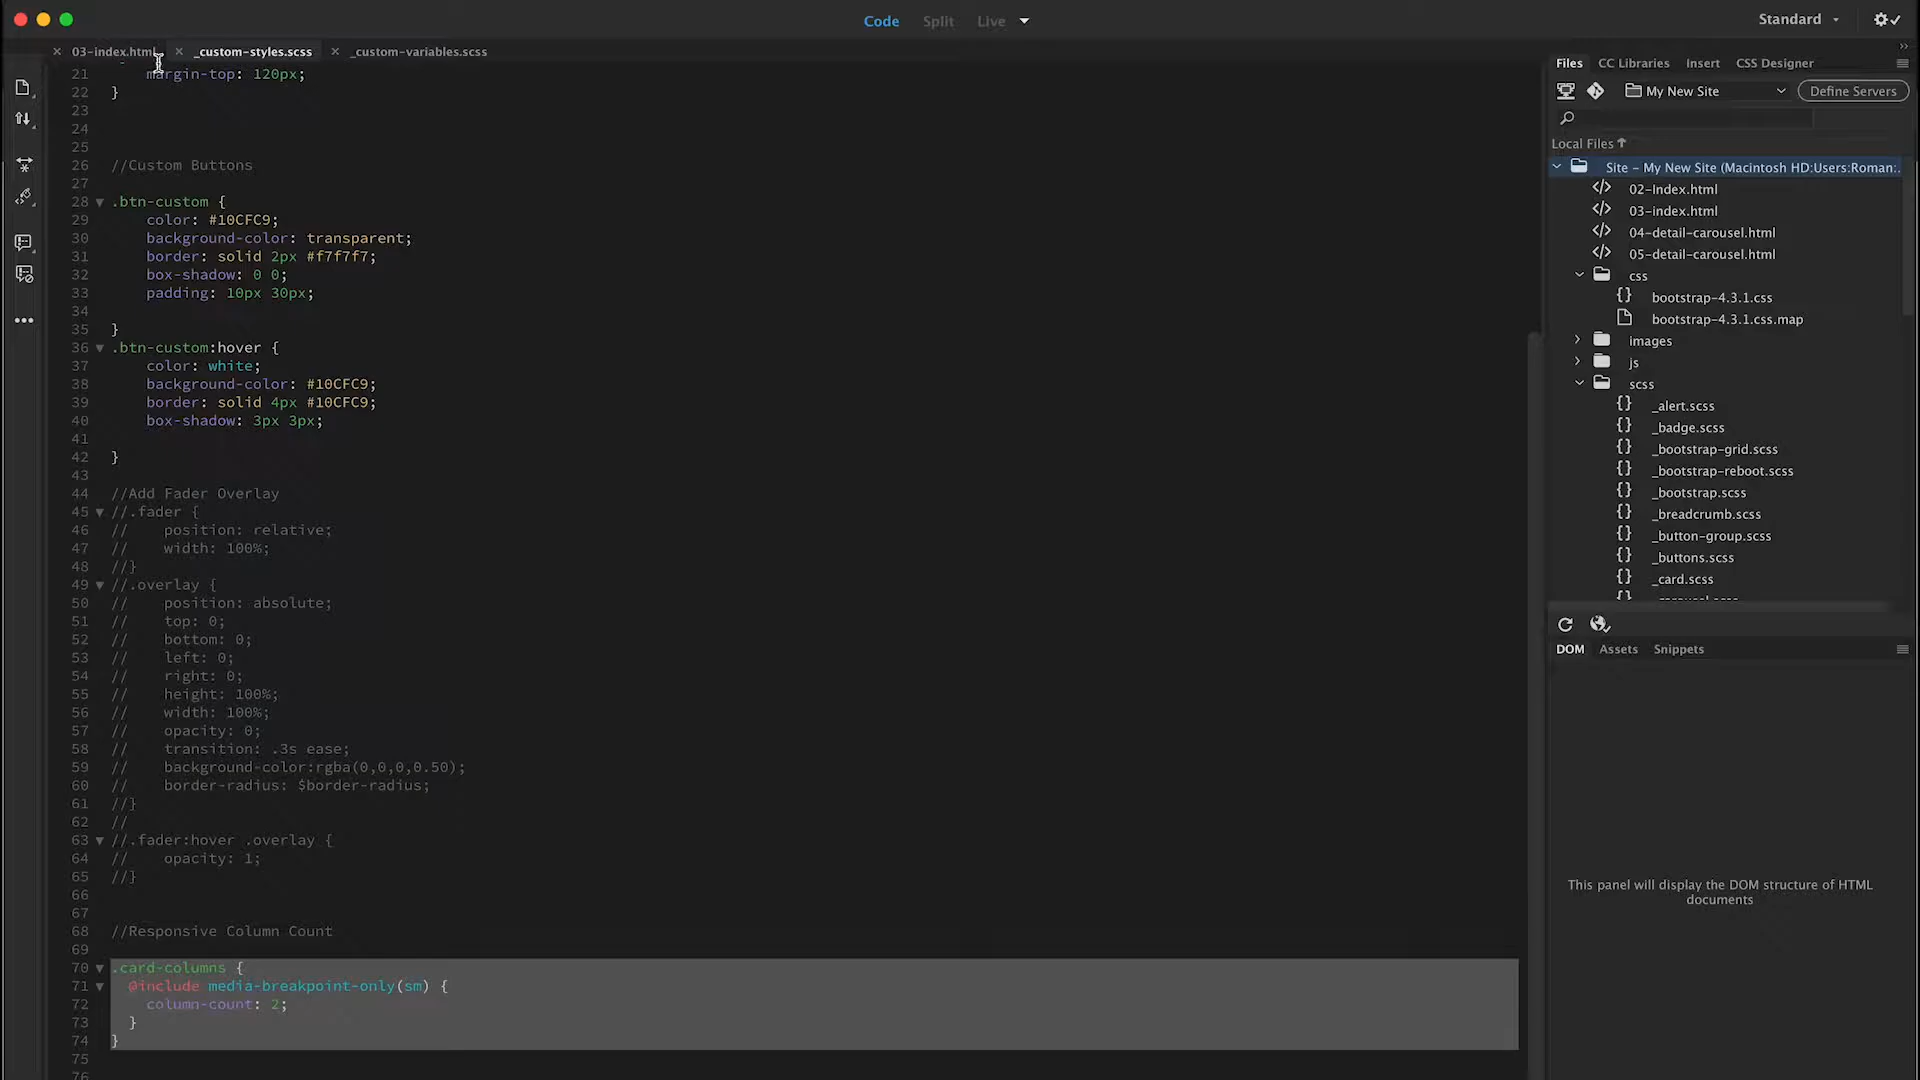 Code Split Live Standard
03-index.html _custom-styles.scss _custom-variables.scss
21 margin-top: 120px;
22 }
23
24
25
26 //Custom Buttons
27
28 .btn-custom {
29 color: #10CFC9;
30 background-color: transparent;
31 border: solid 2px #f7f7f7;
32 box-shadow: 0 0;
33 padding: 10px 30px;
34
35 }
36 .btn-custom:hover {
37 color: white;
38 background-color: #10CFC9;
39 border: solid 4px #10CFC9;
40 box-shadow: 3px 3px;
41
42 }
43
44 //Add Fader Overlay
45 //.fader {
46 // position: relative;
47 // width: 100%;
48 //}
49 //.overlay {
50 // position: absolute;
51 // top: 0;
52 // bottom: 0;
53 // left: 0;
54 // right: 0;
55 // height: 100%;
56 // width: 100%;
57 // opacity: 0;
58 // transition: .3s ease;
59 // background-color:rgba(0,0,0,0.50);
60 // border-radius: $border-radius;
61 //}
62 //
63 //.fader:hover .overlay {
64 // opacity: 1;
65 //}
66
67
68 //Responsive Column Count
69
70 .card-columns {
71 @include media-breakpoint-only(sm) {
72 column-count: 2;
73 }
74 }
75
76
Files CC Libraries Insert CSS Designer
My New Site Define Servers
Local Files
Site - My New Site (Macintosh HD:Users:Roman:..
02-Index.html
03-index.html
04-detail-carousel.html
05-detail-carousel.html
css
bootstrap-4.3.1.css
bootstrap-4.3.1.css.map
images
js
scss
_alert.scss
_badge.scss
_bootstrap-grid.scss
_bootstrap-reboot.scss
_bootstrap.scss
_breadcrumb.scss
_button-group.scss
_buttons.scss
_card.scss
DOM Assets Snippets
This panel will display the DOM structure of HTML
documents